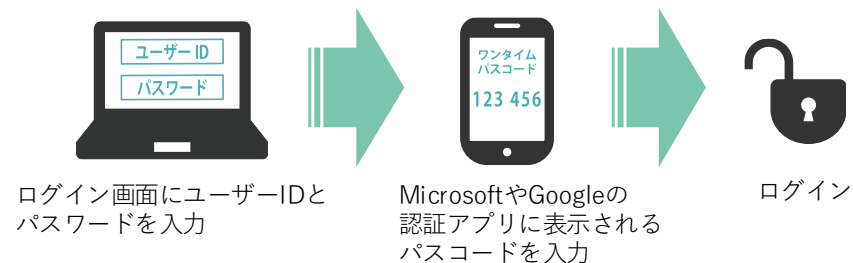 ユーザーID
パスワード
ワンタイム
パスコード
123 456
ログイン画面にユーザーIDと
パスワードを入力
MicrosoftやGoogleの
認証アプリに表示される
パスコードを入力
ログイン